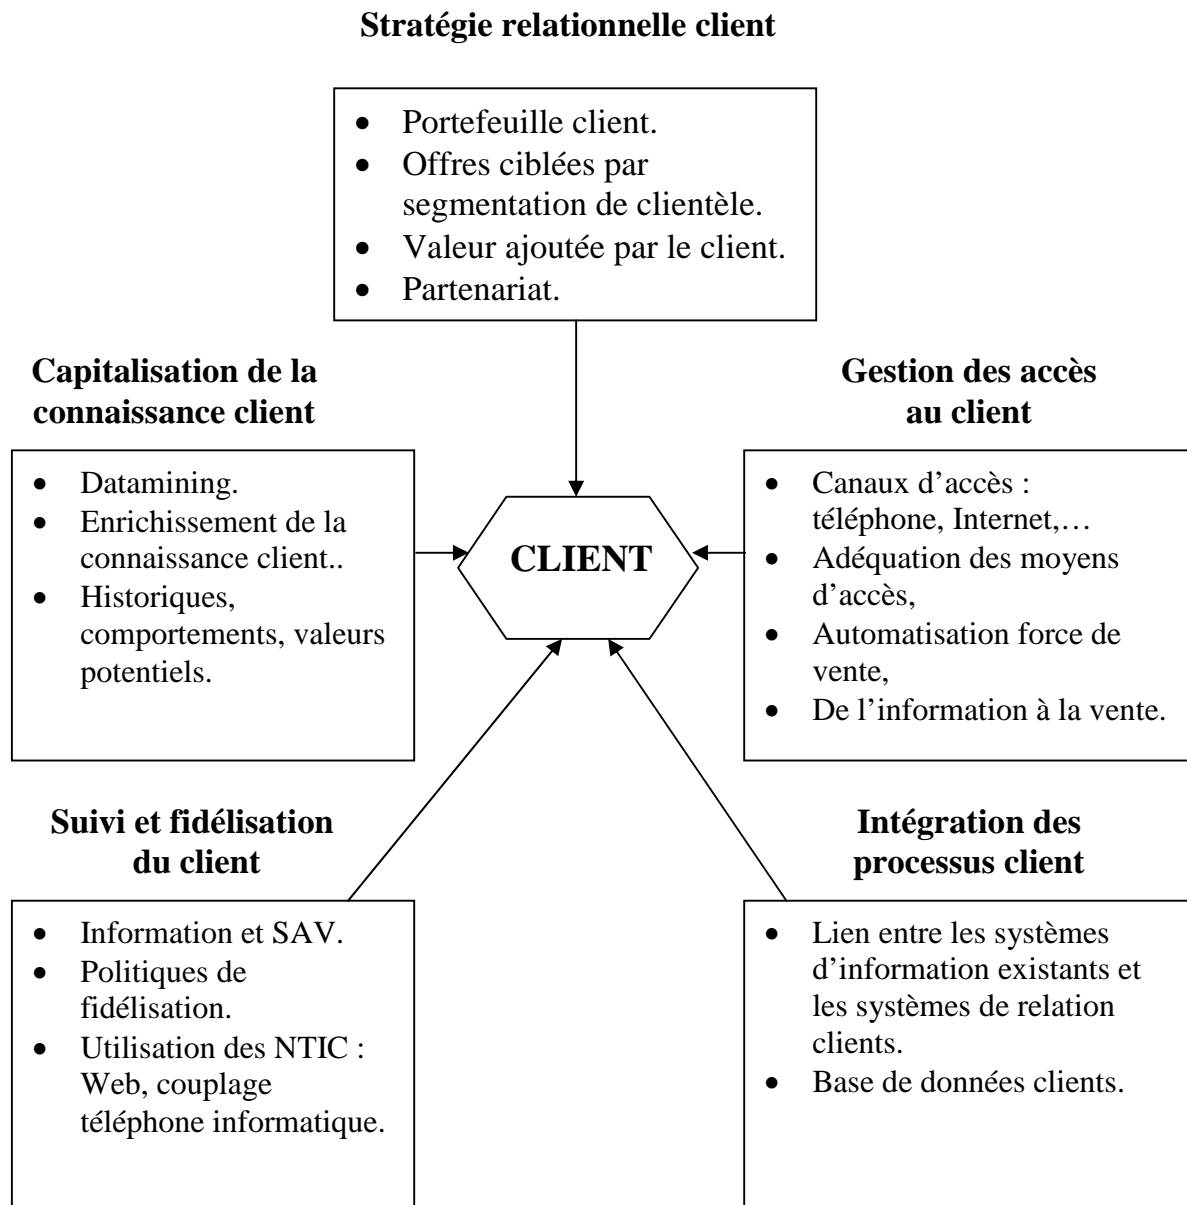 Stratégie relationnelle client
• Portefeuille client.
• Offres ciblées par
segmentation de clientèle.
• Valeur ajoutée par le client.
• Partenariat.
Capitalisation de la
connaissance client
• Datamining.
• Enrichissement de la
connaissance client..
• Historiques,
comportements, valeurs
potentiels.
CLIENT
Gestion des accès
au client
• Canaux d’accès :
téléphone, Internet,…
• Adéquation des moyens
d’accès,
• Automatisation force de
vente,
• De l’information à la vente.
Suivi et fidélisation
du client
• Information et SAV.
• Politiques de
fidélisation.
• Utilisation des NTIC :
Web, couplage
téléphone informatique.
Intégration des
processus client
• Lien entre les systèmes
d’information existants et
les systèmes de relation
clients.
• Base de données clients.